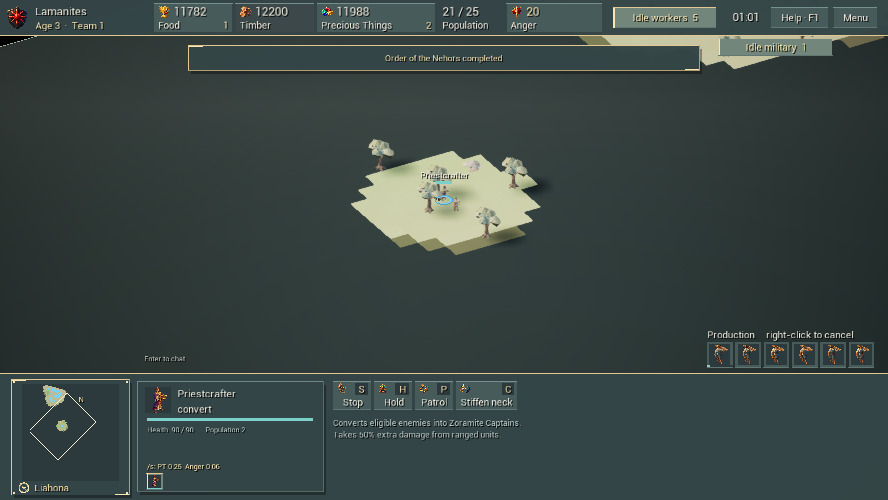 Lamanites
Age 3 · Team 1
11782
Food 1
12200
Timber
11988
Precious Things 2
21 / 25
Population
20
Anger
Idle workers 5
01:01
Help · F1
Menu
Idle military 1
Order of the Nehors completed
Priestcrafter
Production right-click to cancel
Enter to chat
N
Liahona
Priestcrafter
convert
Health 90 / 90 Population 2
/s: PT 0.25 Anger 0.06
S
Stop
H
Hold
P
Patrol
C
Stiffen neck
Converts eligible enemies into Zoramite Captains.
Takes 50% extra damage from ranged units